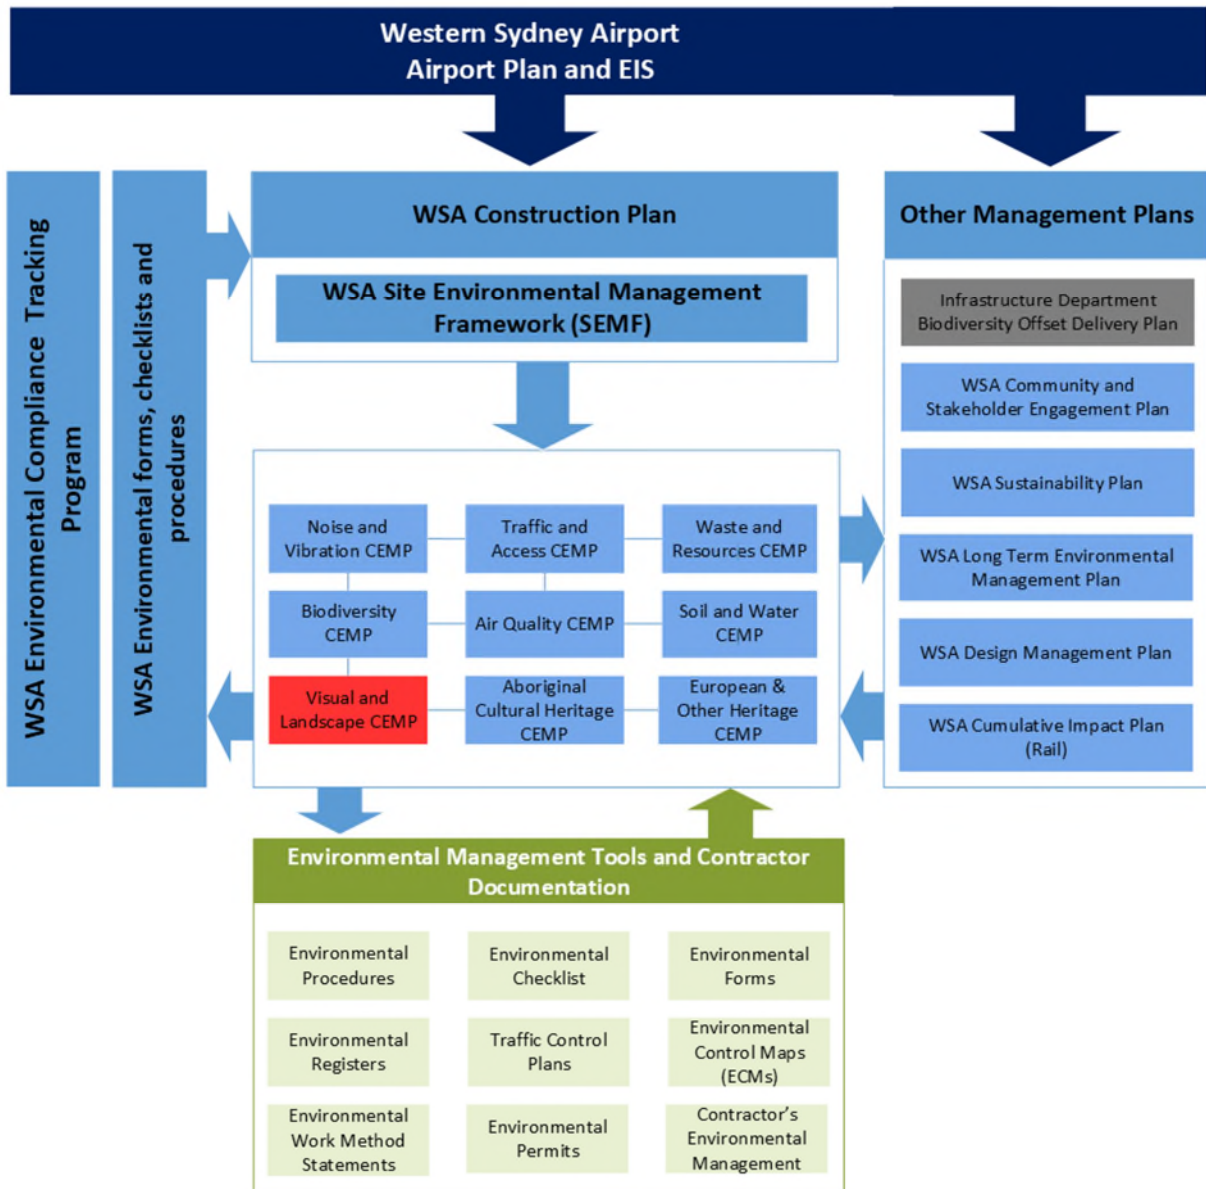 Western Sydney Airport
Airport Plan and EIS
WSA Environmental Compliance Tracking
Program
WSA Environmental forms, checklists and
procedures
WSA Construction Plan
WSA Site Environmental Management
Framework (SEMF)
Noise and
Vibration CEMP
Traffic and
Access CEMP
Waste and
Resources CEMP
Biodiversity
CEMP
Air Quality CEMP
Soil and Water
CEMP
Visual and
Landscape CEMP
Aboriginal
Cultural Heritage
CEMP
European &
Other Heritage
CEMP
Other Management Plans
Infrastructure Department
Biodiversity Offset Delivery Plan
WSA Community and
Stakeholder Engagement Plan
WSA Sustainability Plan
WSA Long Term Environmental
Management Plan
WSA Design Management Plan
WSA Cumulative Impact Plan
(Rail)
Environmental Management Tools and Contractor
Documentation
Environmental
Procedures
Environmental
Checklist
Environmental
Forms
Environmental
Registers
Traffic Control
Plans
Environmental
Control Maps
(ECMs)
Environmental
Work Method
Statements
Environmental
Permits
Contractor’s
Environmental
Management